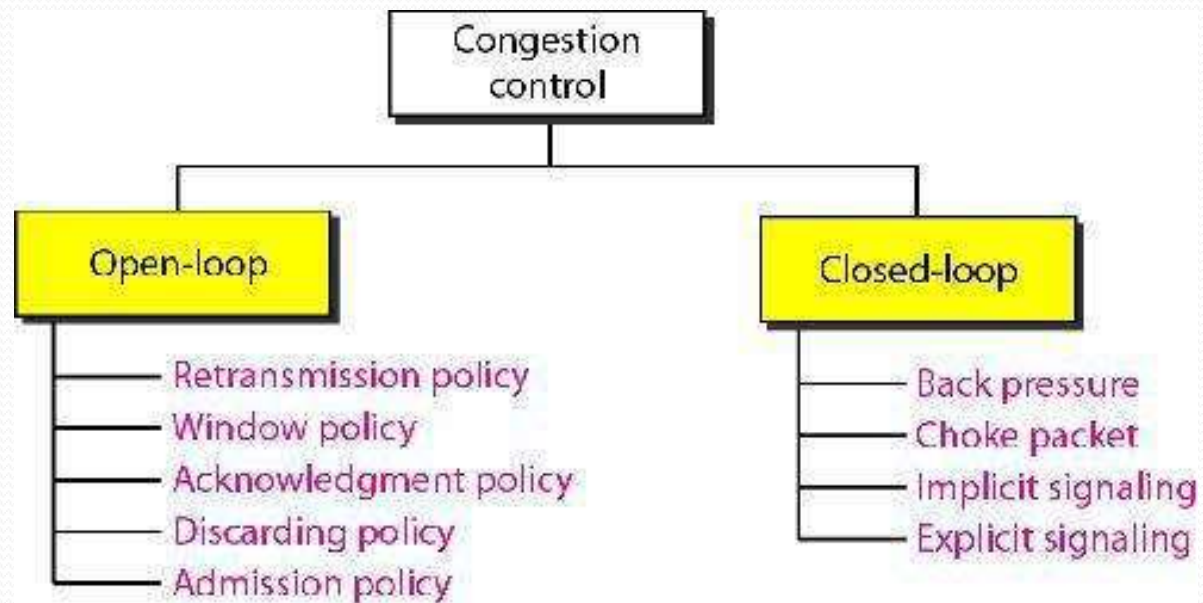 Congestion
control
Open-loop
Retransmission policy
Window policy
Acknowledgment policy
Discarding policy
Admission policy
Closed-loop
Back pressure
Choke packet
Implicit signaling
Explicit signaling